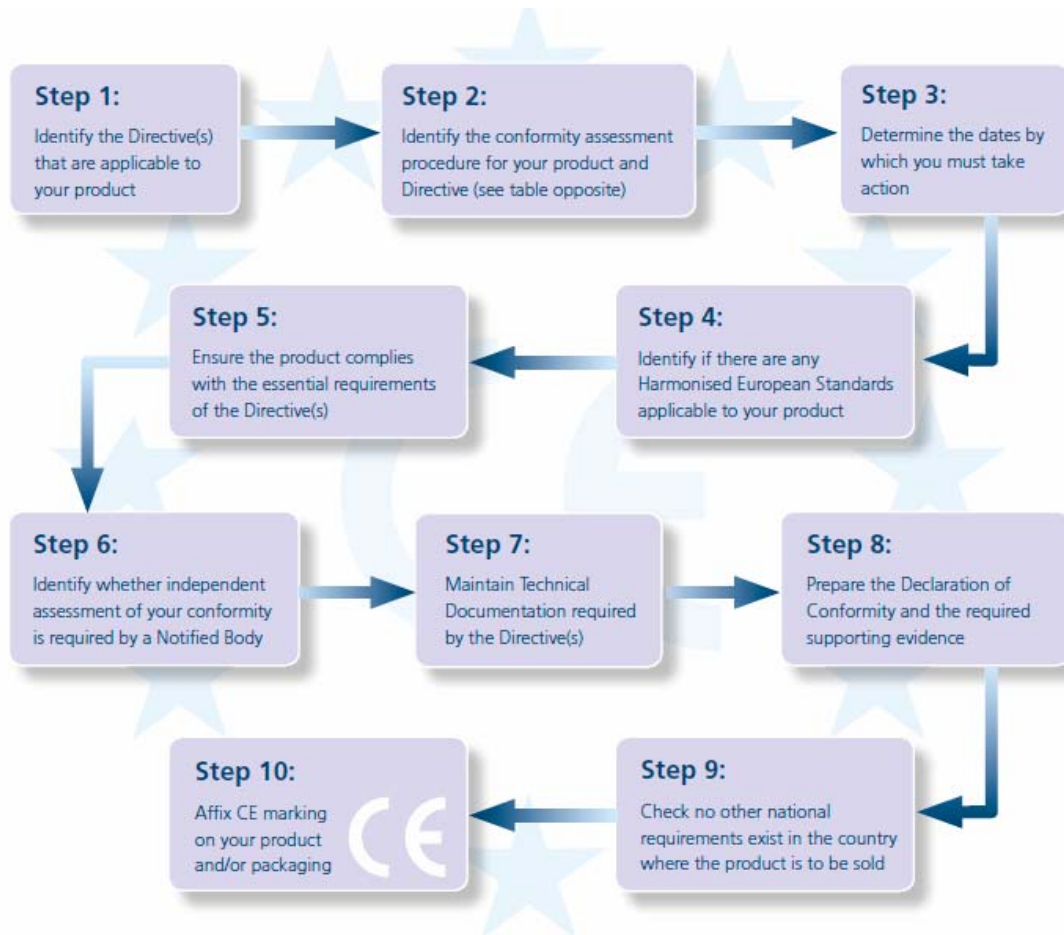 Step 1:
Identify the Directive(s)
that are applicable to
your product
Step 2:
Identify the conformity assessment
procedure for your product and
Directive (see table opposite)
Step 3:
Determine the dates by
which you must take
action
Step 4:
Identify if there are any
Harmonised European Standards
applicable to your product
Step 5:
Ensure the product complies
with the essential requirements
of the Directive(s)
Step 6:
Identify whether independent
assessment of your conformity
is required by a Notified Body
Step 7:
Maintain Technical
Documentation required
by the Directive(s)
Step 8:
Prepare the Declaration of
Conformity and the required
supporting evidence
Step 9:
Check no other national
requirements exist in the country
where the product is to be sold
Step 10:
Affix CE marking
on your product
and/or packaging
CE
CE